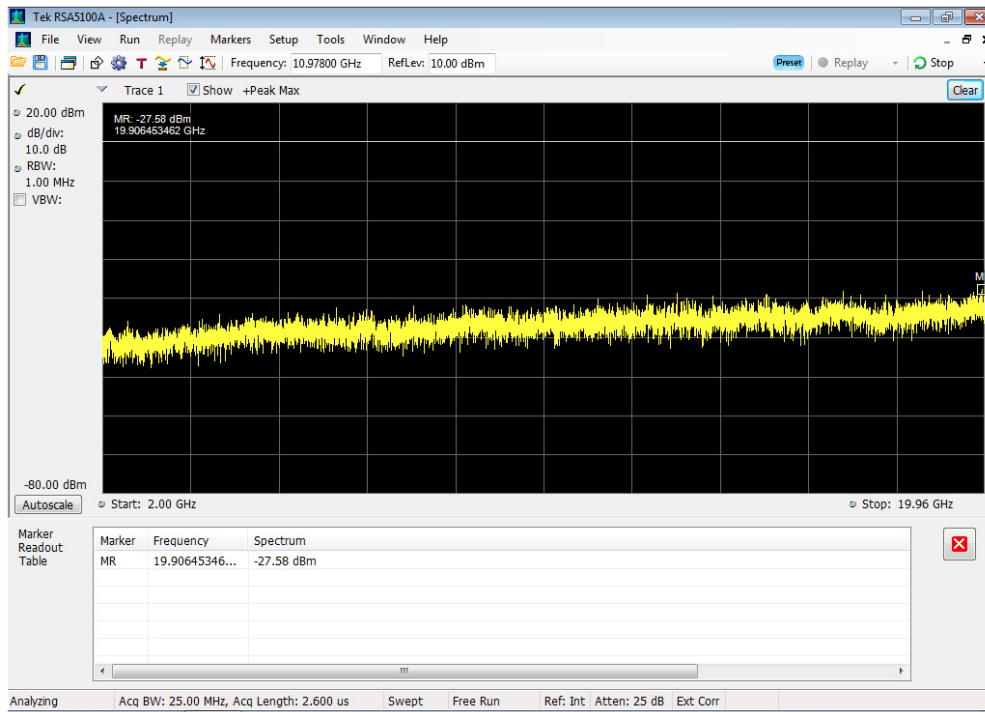 Tek RSA5100A - [Spectrum]
File View Run Replay Markers Setup Tools Window Help
T Frequency: 10.97800 GHz RefLev: 10.00 dBm Preset Replay Stop
Trace 1 Show +Peak Max Clear
20.00 dBm
dB/div:
10.0 dB
RBW:
1.00 MHz
VBW:
MR: -27.58 dBm
19.906453462 GHz
M
-80.00 dBm
Autoscale Start: 2.00 GHz Stop: 19.96 GHz
Marker
Readout
Table
Marker Frequency Spectrum
MR 19.90645346... -27.58 dBm
Analyzing Acq BW: 25.00 MHz, Acq Length: 2.600 us Swept Free Run Ref: Int Atten: 25 dB Ext Corr